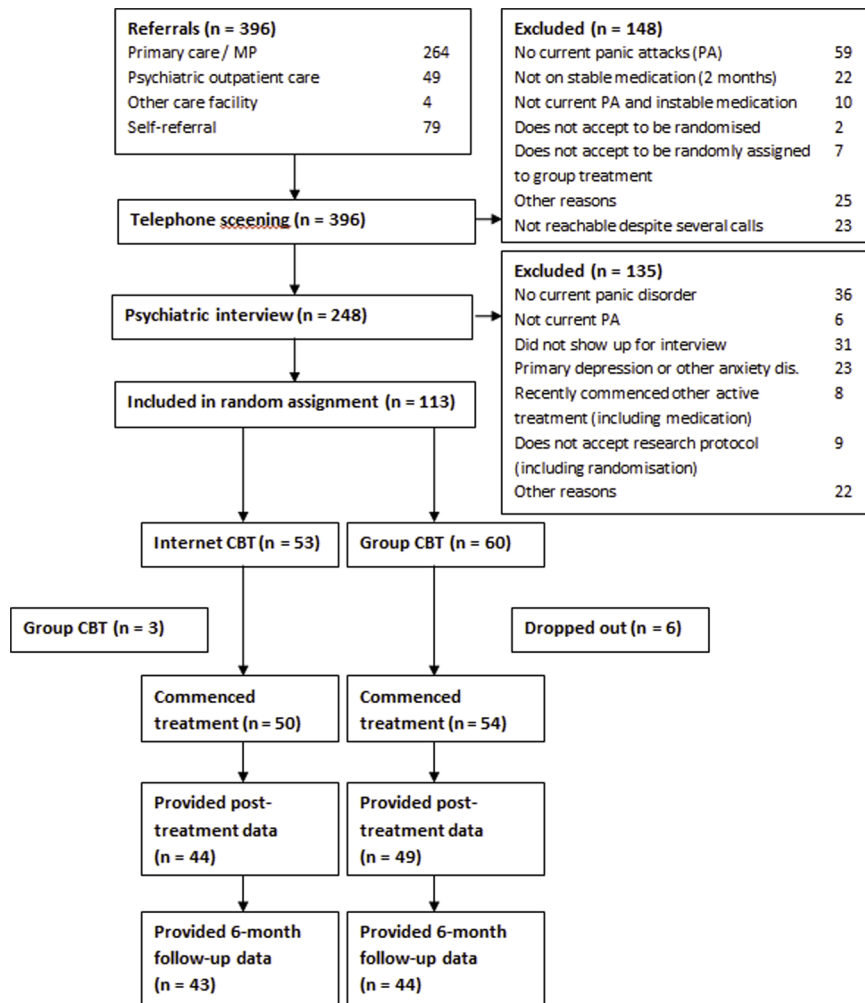 Referrals (n = 396)
Primary care / MP 264
Psychiatric outpatient care 49
Other care facility 4
Self-referral 79
Excluded (n = 148)
No current panic attacks (PA) 59
Not on stable medication (2 months) 22
Not current PA and instable medication 10
Does not accept to be randomised 2
Does not accept to be randomly assigned 7
to group treatment
Other reasons 25
Not reachable despite several calls 23
Telephone sceening (n = 396)
Excluded (n = 135)
No current panic disorder 36
Not current PA 6
Did not show up for interview 31
Primary depression or other anxiety dis. 23
Recently commenced other active 8
treatment (including medication)
Does not accept research protocol 9
(including randomisation)
Other reasons 22
Psychiatric interview (n = 248)
Included in random assignment (n = 113)
Internet CBT (n = 53)
Group CBT (n = 60)
Group CBT (n = 3)
Dropped out (n = 6)
Commenced
treatment (n = 50)
Commenced
treatment (n = 54)
Provided post-
treatment data
(n = 44)
Provided post-
treatment data
(n = 49)
Provided 6-month
follow-up data
(n = 43)
Provided 6-month
follow-up data
(n = 44)